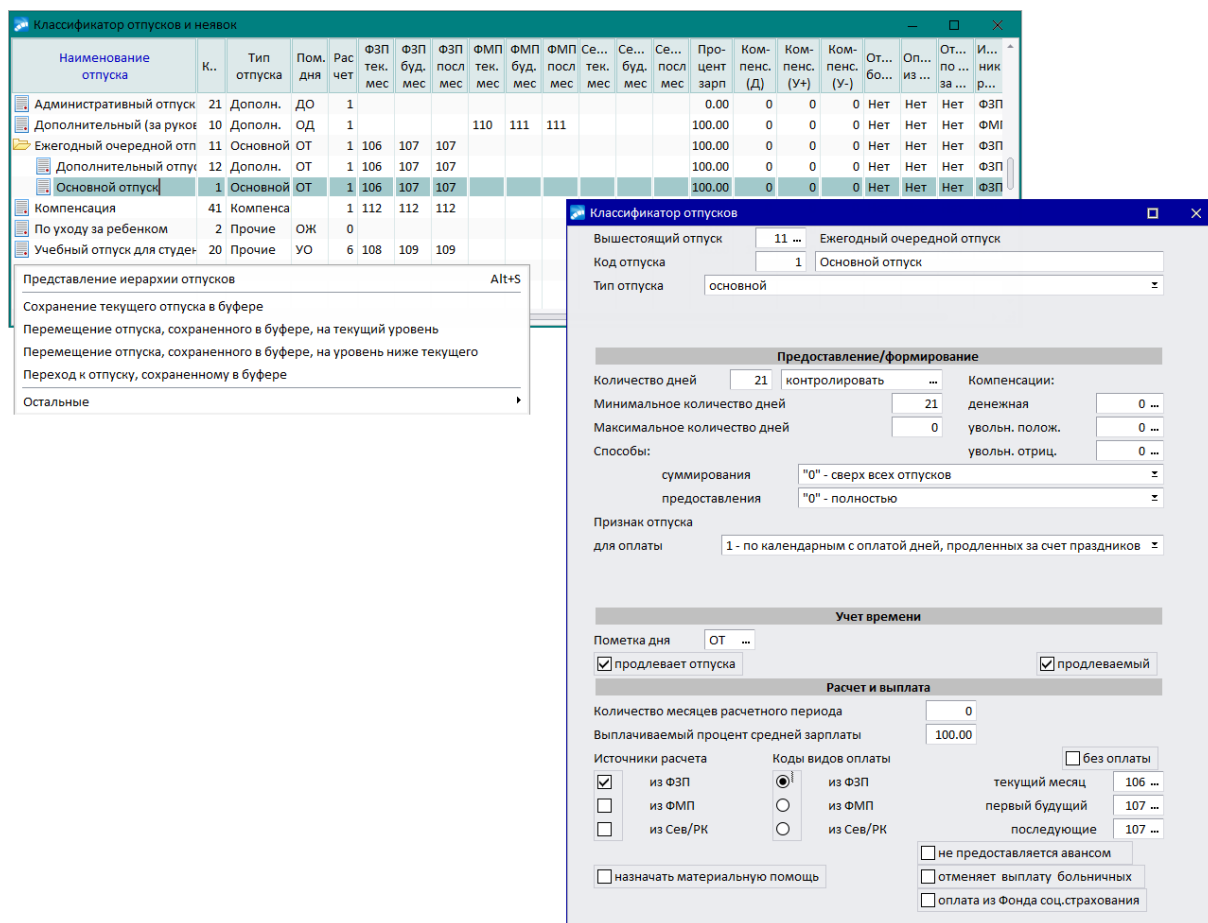 Классификатор отпусков и неявок
Наименование отпуска К.. Тип отпуска Пом. дня Рас чет ФЗП тек. мес ФЗП буд. мес ФЗП посл мес ФМП тек. мес ФМП буд. мес ФМП посл мес Се... тек. мес Се... буд. мес Се... посл мес Про- цент зарп Ком- пенс. (Д) Ком- пенс. (У+) Ком- пенс. (У-) От... бо... Оп... из ... От... по ... за ... И... ник р...
Административный отпуск 21 Дополн. ДО 1 0.00 0 0 0 Нет Нет Нет ФЗП
Дополнительный (за руков 10 Дополн. ОД 1 110 111 111 100.00 0 0 0 Нет Нет Нет ФМП
Ежегодный очередной отп 11 Основной ОТ 1 106 107 107 100.00 0 0 0 Нет Нет Нет ФЗП
Дополнительный отпус 12 Дополн. ОТ 1 106 107 107 100.00 0 0 0 Нет Нет Нет ФЗП
Основной отпуск 1 Основной ОТ 1 106 107 107 100.00 0 0 0 Нет Нет Нет ФЗП
Компенсация 41 Компенса 1 112 112 112
По уходу за ребенком 2 Прочие ОЖ 0
Учебный отпуск для студен 20 Прочие УО 6 108 109 109
Представление иерархии отпусков Alt+S
Сохранение текущего отпуска в буфере
Перемещение отпуска, сохраненного в буфере, на текущий уровень
Перемещение отпуска, сохраненного в буфере, на уровень ниже текущего
Переход к отпуску, сохраненному в буфере
Остальные
Классификатор отпусков
Вышестоящий отпуск 11 ... Ежегодный очередной отпуск
Код отпуска 1 Основной отпуск
Тип отпуска основной
Предоставление/формирование
Количество дней 21 контролировать ... Компенсации:
Минимальное количество дней 21 денежная 0 ...
Максимальное количество дней 0 увольн. полож. 0 ...
Способы: увольн. отриц. 0 ...
суммирования "0" - сверх всех отпусков
предоставления "0" - полностью
Признак отпуска
для оплаты 1 - по календарным с оплатой дней, продленных за счет праздников
Учет времени
Пометка дня ОТ ...
продлевает отпуска продлеваемый
Расчет и выплата
Количество месяцев расчетного периода 0
Выплачиваемый процент средней зарплаты 100.00
Источники расчета Коды видов оплаты без оплаты
из ФЗП из ФЗП текущий месяц 106 ...
из ФМП из ФМП первый будущий 107 ...
из Сев/РК из Сев/РК последующие 107 ...
не предоставляется авансом
назначать материальную помощь отменяет выплату больничных
оплата из Фонда соц.страхования